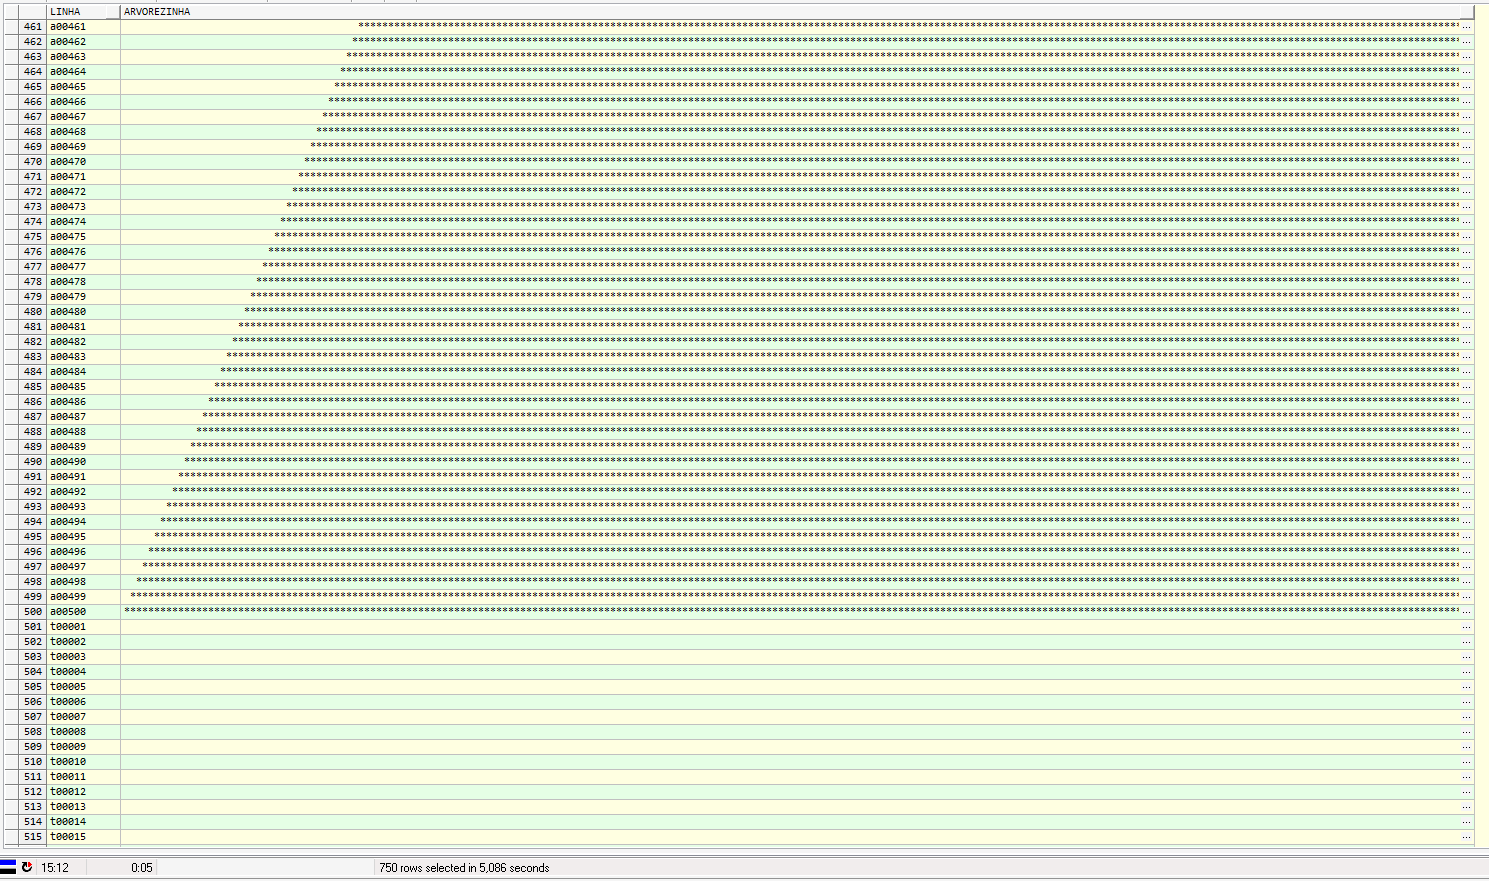 LINHA ARVOREZINHA
461 a00461 ...
462 a00462 ...
463 a00463 ...
464 a00464 ...
465 a00465 ...
466 a00466 ...
467 a00467 ...
468 a00468 ...
469 a00469 ...
470 a00470 ...
471 a00471 ...
472 a00472 ...
473 a00473 ...
474 a00474 ...
475 a00475 ...
476 a00476 ...
477 a00477 ...
478 a00478 ...
479 a00479 ...
480 a00480 ...
481 a00481 ...
482 a00482 ...
483 a00483 ...
484 a00484 ...
485 a00485 ...
486 a00486 ...
487 a00487 ...
488 a00488 ...
489 a00489 ...
490 a00490 ...
491 a00491 ...
492 a00492 ...
493 a00493 ...
494 a00494 ...
495 a00495 ...
496 a00496 ...
497 a00497 ...
498 a00498 ...
499 a00499 ...
500 a00500 ...
501 t00001 ...
502 t00002 ...
503 t00003 ...
504 t00004 ...
505 t00005 ...
506 t00006 ...
507 t00007 ...
508 t00008 ...
509 t00009 ...
510 t00010 ...
511 t00011 ...
512 t00012 ...
513 t00013 ...
514 t00014 ...
515 t00015 ...
15:12 0:05 750 rows selected in 5,086 seconds